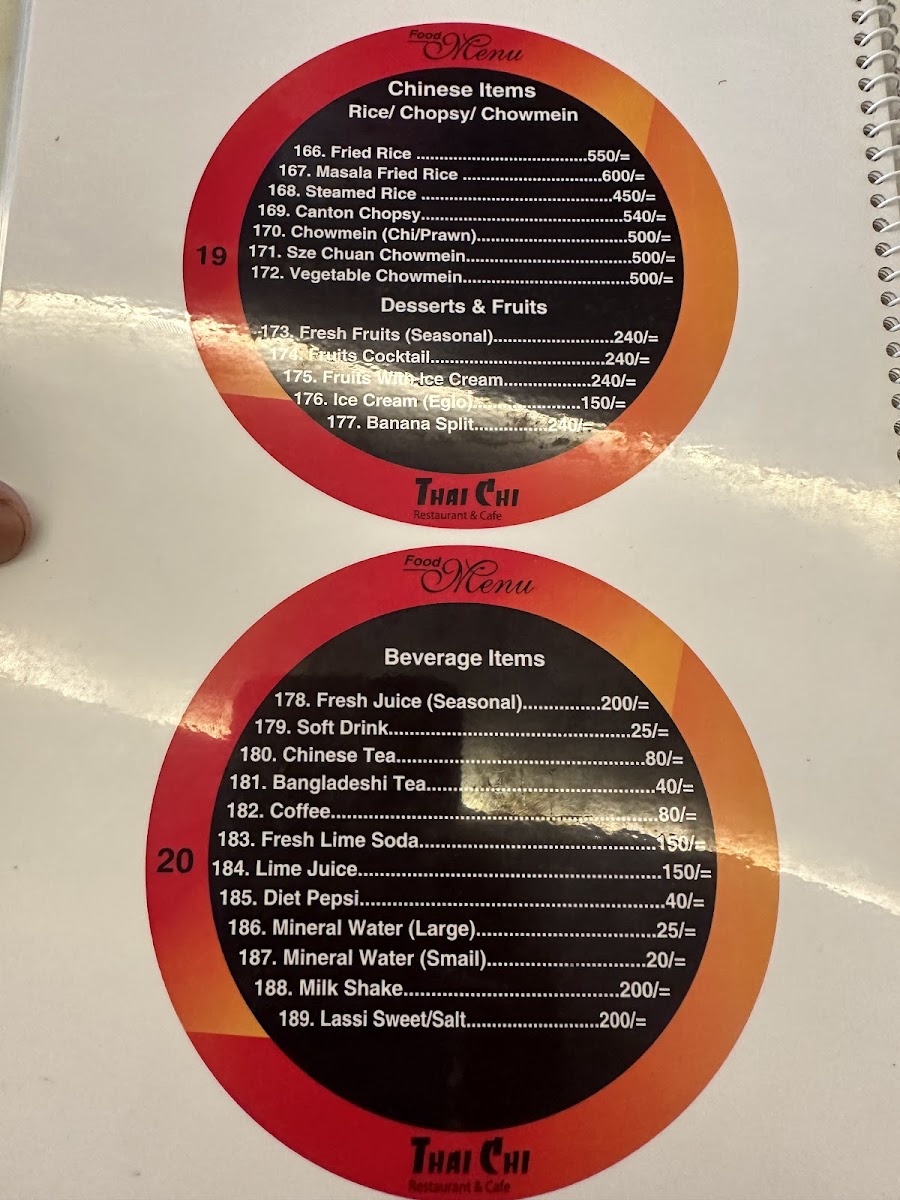 Food
Menu
Chinese Items
Rice/ Chopsy/ Chowmein
166. Fried Rice .....................................550/=
167. Masala Fried Rice ..............................600/=
168. Steamed Rice .........................................450/=
169. Canton Chopsy...........................................540/=
170. Chowmein (Chi/Prawn)................................500/=
171. Sze Chuan Chowmein...................................500/=
172. Vegetable Chowmein...................................500/=
19
Desserts & Fruits
173. Fresh Fruits (Seasonal).........................240/=
174. Fruits Cocktail.....................................240/=
175. Fruits With Ice Cream...................240/=
176. Ice Cream (Eglo).......................150/=
177. Banana Split...............240/=
THAI CHI
Restaurant & Cafe
Food
Menu
Beverage Items
178. Fresh Juice (Seasonal)...............200/=
179. Soft Drink....................................................25/=
180. Chinese Tea................................................80/=
181. Bangladeshi Tea............................................40/=
182. Coffee...............................................................80/=
183. Fresh Lime Soda..............................................150/=
184. Lime Juice.........................................................150/=
185. Diet Pepsi..........................................................40/=
186. Mineral Water (Large)..................................25/=
187. Mineral Water (Smail)..............................20/=
188. Milk Shake..........................................200/=
189. Lassi Sweet/Salt.........................200/=
20
THAI CHI
Restaurant & Cafe